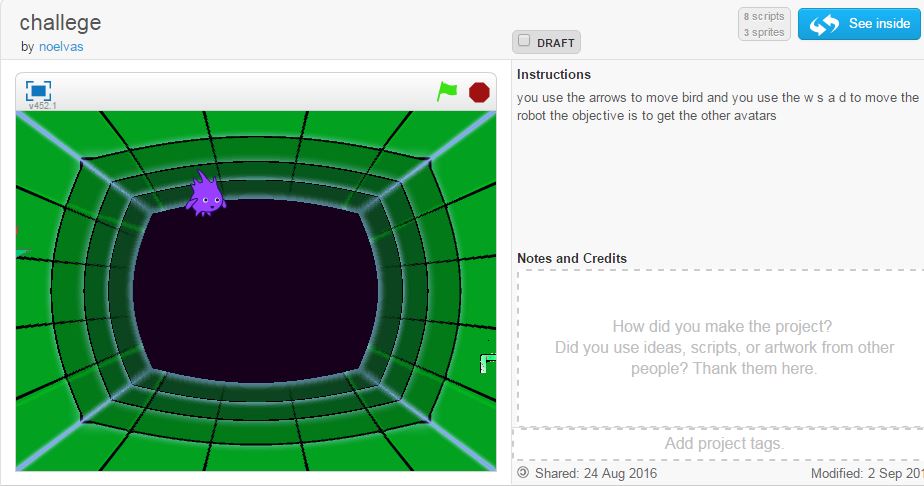 challege
8 scripts
3 sprites
See inside
by noelvas
DRAFT
v452.1
Instructions
you use the arrows to move bird and you use the w s a d to move the
robot the objective is to get the other avatars
Notes and Credits
How did you make the project?
Did you use ideas, scripts, or artwork from other
people? Thank them here.
Add project tags.
Shared: 24 Aug 2016
Modified: 2 Sep